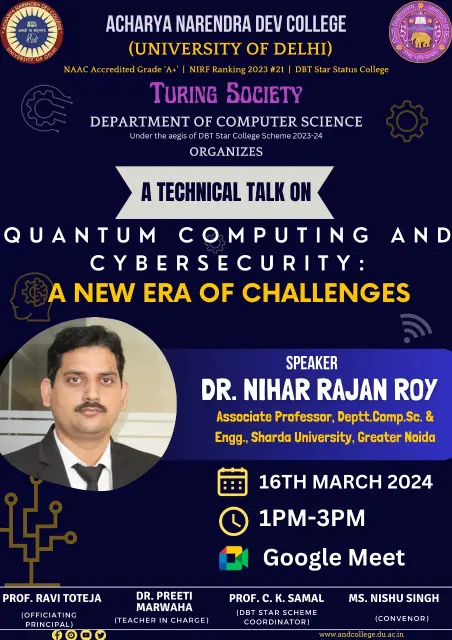 ACHARYA NARENDRA DEV COLLEGE
(UNIVERSITY OF DELHI)
NAAC Accredited Grade 'A+' | NIRF Ranking 2023 #21 | DBT Star Status College
TURING SOCIETY
DEPARTMENT OF COMPUTER SCIENCE
Under the aegis of DBT Star College Scheme 2023-24
ORGANIZES
A TECHNICAL TALK ON
QUANTUM COMPUTING AND
CYBERSECURITY:
A NEW ERA OF CHALLENGES
SPEAKER
DR. NIHAR RAJAN ROY
Associate Professor, Deptt.Comp.Sc. &
Engg., Sharda University, Greater Noida
16TH MARCH 2024
1PM-3PM
Google Meet
PROF. RAVI TOTEJA
(OFFICIATING
PRINCIPAL)
DR. PREETI
MARWAHA
(TEACHER IN CHARGE)
PROF. C. K. SAMAL
(DBT STAR SCHEME
COORDINATOR)
MS. NISHU SINGH
(CONVENOR)
www.andcollege.du.ac.in